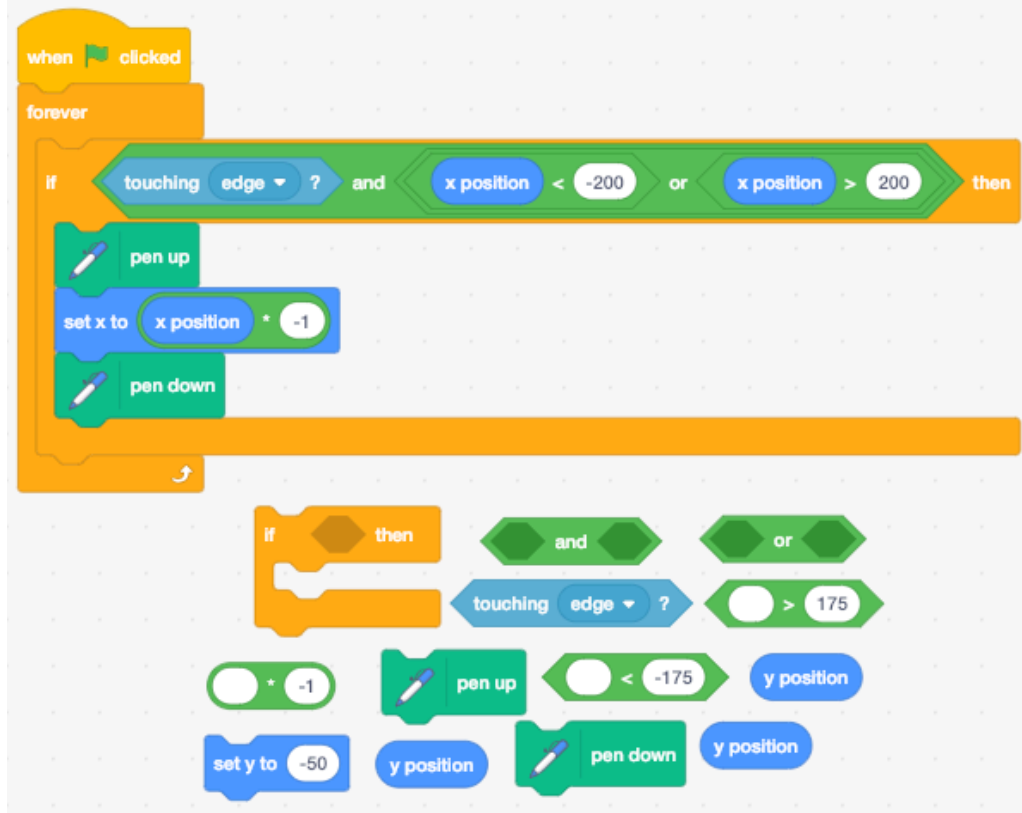 when clicked
forever
if touching edge ? and x position < -200 or x position > 200 then
pen up
set x to x position * -1
pen down
if then and or
touching edge ? > 175
* -1 pen up < -175 y position
set y to -50 y position pen down y position